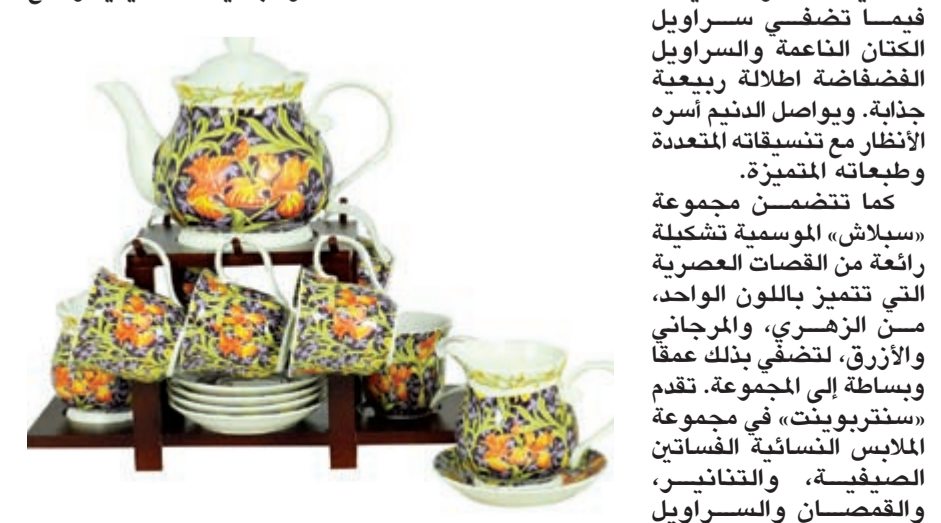 فيما تضفي سراويل
الكتان الناعمة والسراويل
الفضفاضة اطلالة ربيعية
جذابة. ويواصل الدنيم أسره
الأنظار مع تنسيقاته المتعددة
وطبعاته المتميزة.
كما تتضمن مجموعة
«سبلاش» الموسمية تشكيلة
رائعة من القصات العصرية
التي تتميز باللون الواحد،
من الزهري، والمرجاني
والأزرق، لتضفي بذلك عمقا
وبساطة إلى المجموعة. تقدم
«سنتربوينت» في مجموعة
الملابس النسائية الفساتين
الصيفية، والتنانير،
والقمصان والسراويل